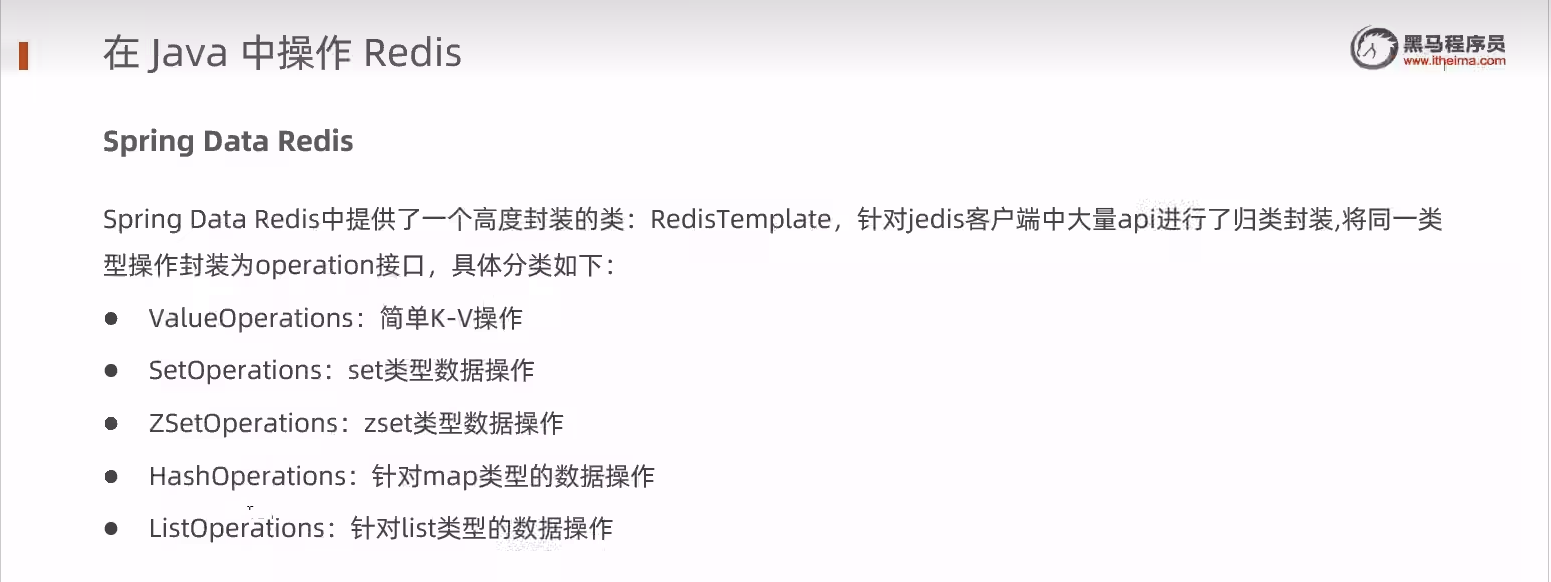 在 Java 中操作 Redis
黑马程序员
www.itheima.com
Spring Data Redis
Spring Data Redis中提供了一个高度封装的类：RedisTemplate，针对jedis客户端中大量api进行了归类封装,将同一类
型操作封装为operation接口，具体分类如下：
● ValueOperations：简单K-V操作
● SetOperations：set类型数据操作
● ZSetOperations：zset类型数据操作
● HashOperations：针对map类型的数据操作
● ListOperations：针对list类型的数据操作